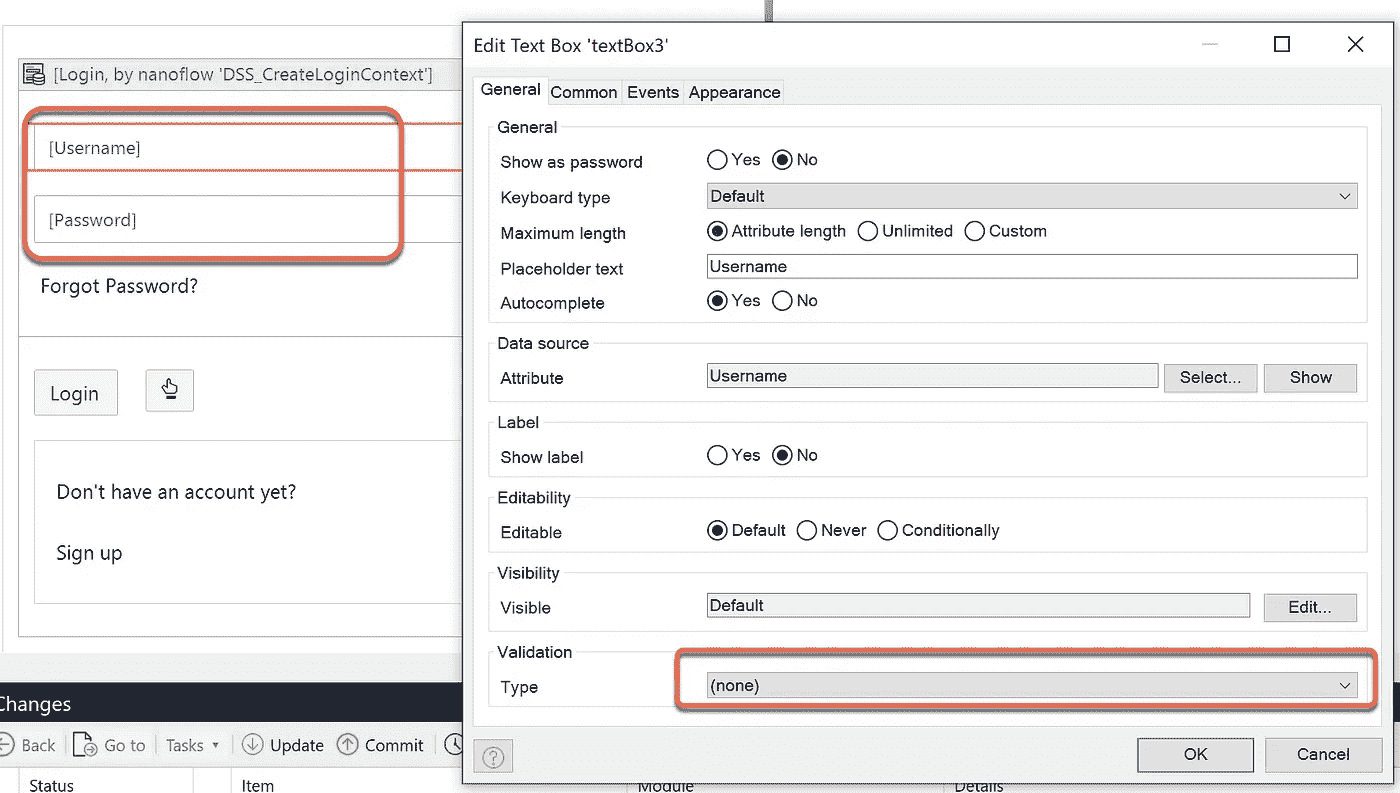 [Login, by nanoflow 'DSS_CreateLoginContext']
[Username]
[Password]
Forgot Password?
Login
Don't have an account yet?
Sign up
Changes
Back Go to Tasks Update Commit
Status Item Module Details
Edit Text Box 'textBox3'
General Common Events Appearance
General
Show as password Yes No
Keyboard type Default
Maximum length Attribute length Unlimited Custom
Placeholder text Username
Autocomplete Yes No
Data source
Attribute Username Select... Show
Label
Show label Yes No
Editability
Editable Default Never Conditionally
Visibility
Visible Default Edit...
Validation
Type (none)
? OK Cancel